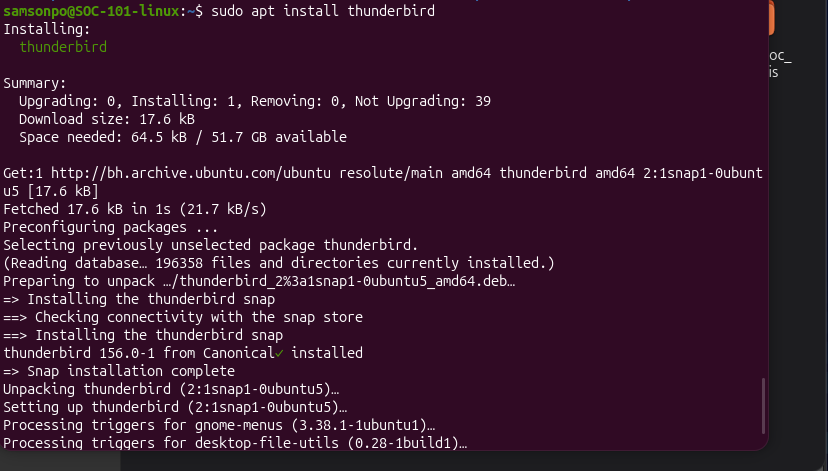 samsonpo@SOC-101-linux:~$ sudo apt install thunderbird
Installing:
  thunderbird

Summary:
  Upgrading: 0, Installing: 1, Removing: 0, Not Upgrading: 39
  Download size: 17.6 kB
  Space needed: 64.5 kB / 51.7 GB available

Get:1 http://bh.archive.ubuntu.com/ubuntu resolute/main amd64 thunderbird amd64 2:1snap1-0ubunt
u5 [17.6 kB]
Fetched 17.6 kB in 1s (21.7 kB/s)
Preconfiguring packages ...
Selecting previously unselected package thunderbird.
(Reading database… 196358 files and directories currently installed.)
Preparing to unpack …/thunderbird_2%3a1snap1-0ubuntu5_amd64.deb…
=> Installing the thunderbird snap
==> Checking connectivity with the snap store
==> Installing the thunderbird snap
thunderbird 156.0-1 from Canonical✓ installed
=> Snap installation complete
Unpacking thunderbird (2:1snap1-0ubuntu5)…
Setting up thunderbird (2:1snap1-0ubuntu5)…
Processing triggers for gnome-menus (3.38.1-1ubuntu1)…
Processing triggers for desktop-file-utils (0.28-1build1)…
oc_
is